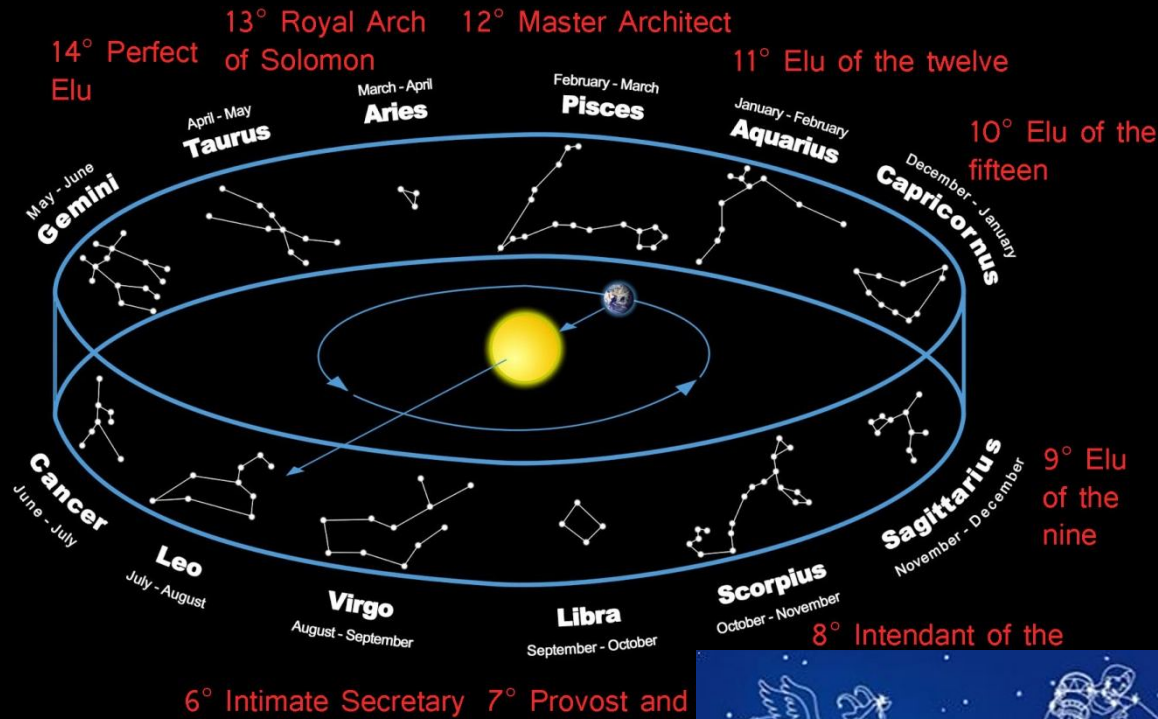 13° Royal Arch
of Solomon
12° Master Architect
14° Perfect
Elu
11° Elu of the twelve
March - April
Aries
February - March
Pisces
April - May
Taurus
January - February
Aquarius
10° Elu of the
fifteen
May - June
Gemini
December - January
Capricornus
Cancer
June - July
Leo
July - August
Virgo
August - September
Libra
September - October
Scorpius
October - November
Sagittarius
November - December
9° Elu
of the
nine
8° Intendant of the
6° Intimate Secretary
7° Provost and